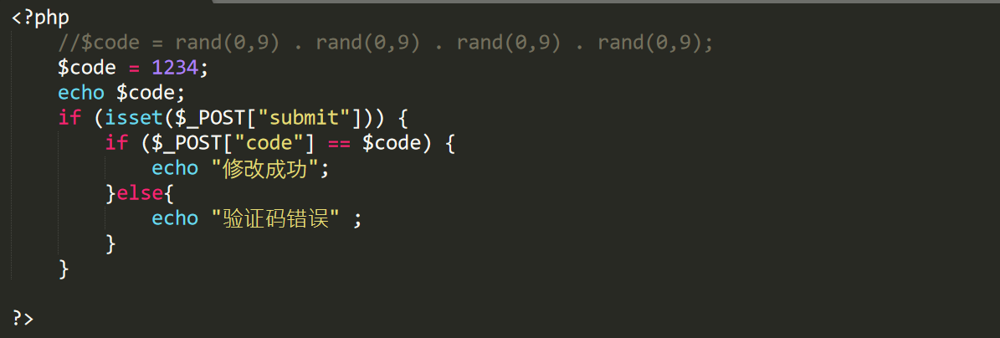 <?php
//$code = rand(0,9) . rand(0,9) . rand(0,9) . rand(0,9);
$code = 1234;
echo $code;
if (isset($_POST["submit"])) {
if ($_POST["code"] == $code) {
echo "修改成功";
}else{
echo "验证码错误" ;
}
}
?>